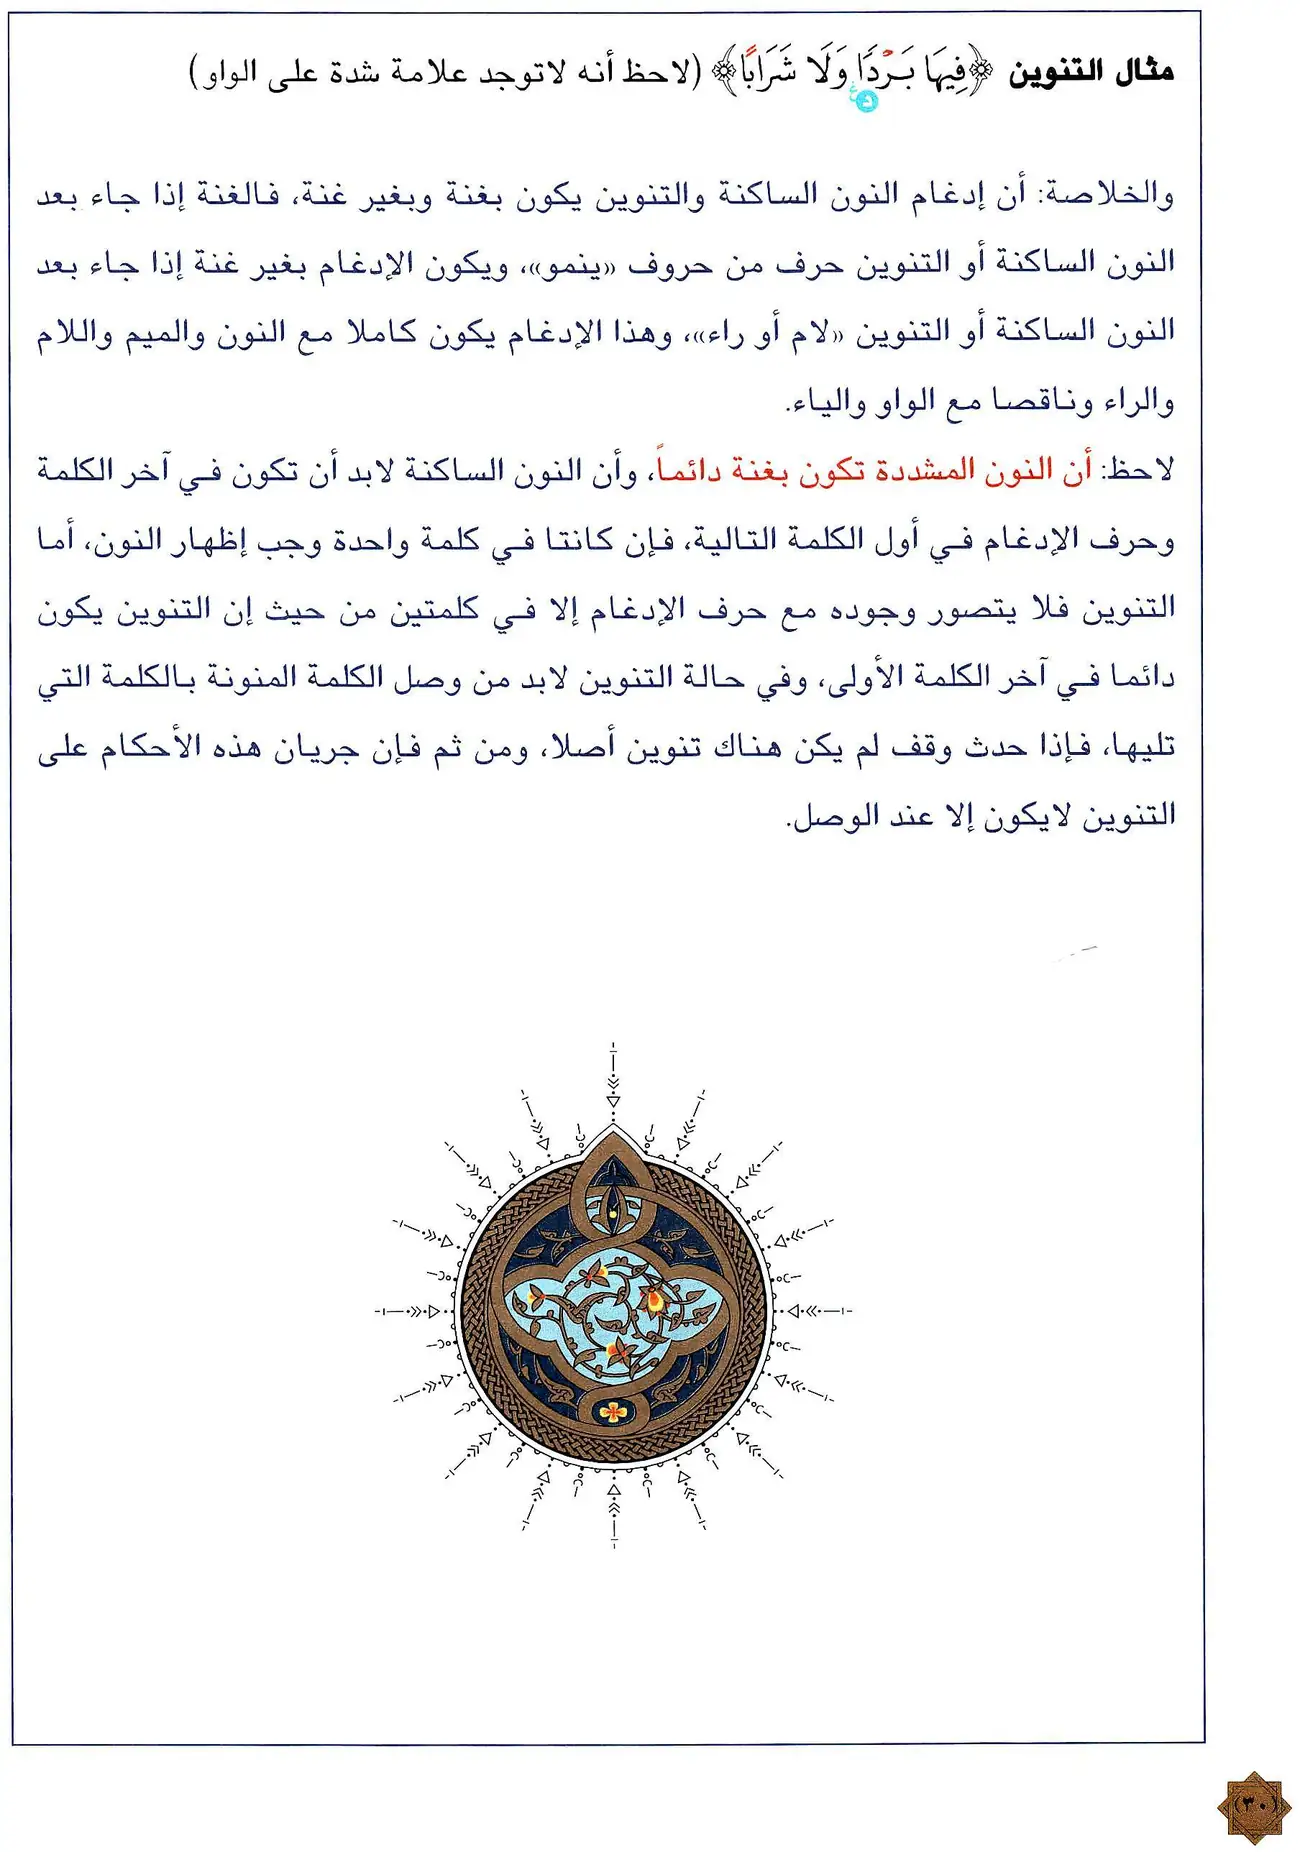 مثال التنوين ﴿فِيهَا بَرْدًا وَلَا شَرَابًا﴾ (لاحظ أنه لاتوجد علامة شدة على الواو)
والخلاصة: أن إدغام النون الساكنة والتنوين يكون بغنة وبغير غنة، فالغنة إذا جاء بعد
النون الساكنة أو التنوين حرف من حروف «ينمو»، ويكون الإدغام بغير غنة إذا جاء بعد
النون الساكنة أو التنوين «لام أو راء»، وهذا الإدغام يكون كاملا مع النون والميم واللام
والراء وناقصا مع الواو والياء.
لاحظ: أن النون المشددة تكون بغنة دائماً، وأن النون الساكنة لابد أن تكون في آخر الكلمة
وحرف الإدغام في أول الكلمة التالية، فإن كانتا في كلمة واحدة وجب إظهار النون، أما
التنوين فلا يتصور وجوده مع حرف الإدغام إلا في كلمتين من حيث إن التنوين يكون
دائما في آخر الكلمة الأولى، وفي حالة التنوين لابد من وصل الكلمة المنونة بالكلمة التي
تليها، فإذا حدث وقف لم يكن هناك تنوين أصلا، ومن ثم فإن جريان هذه الأحكام على
التنوين لايكون إلا عند الوصل.
(٣٠)